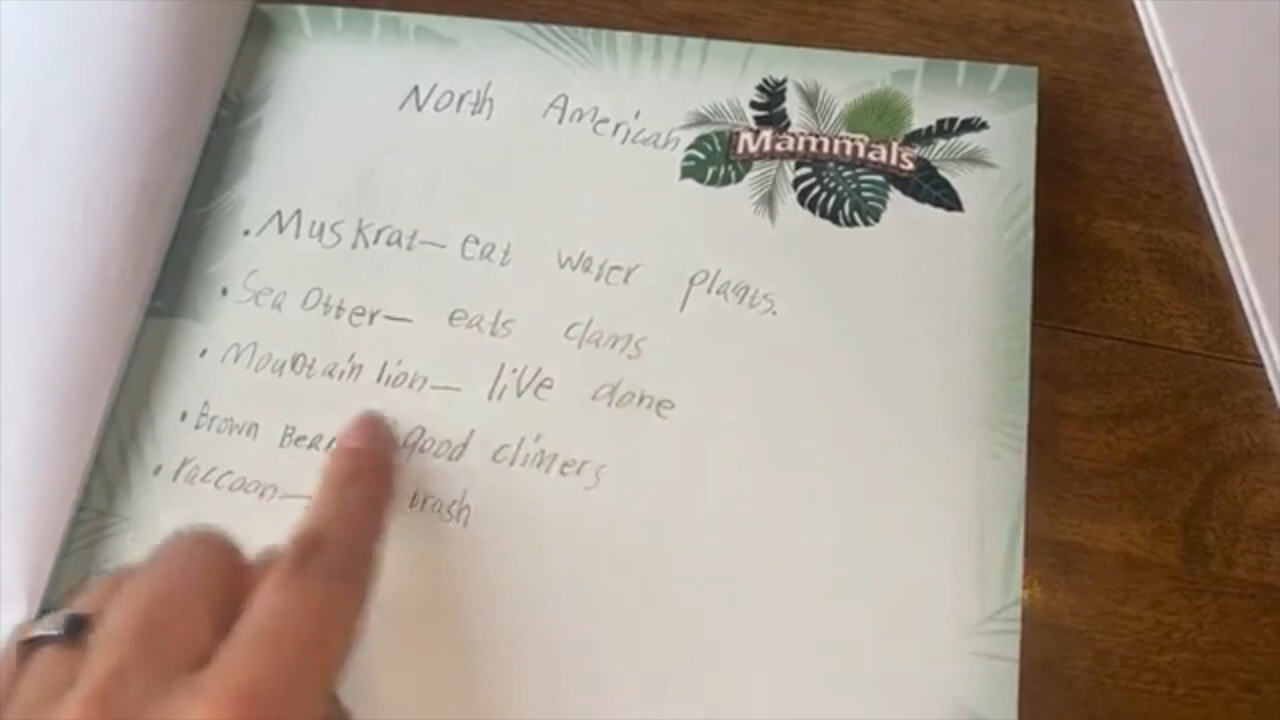 North American Mammals
• Muskrat— eat water plants.
• Sea Otter— eats clams
• Mountain lion— live alone
• Brown Bear good climers
• raccoon— trash